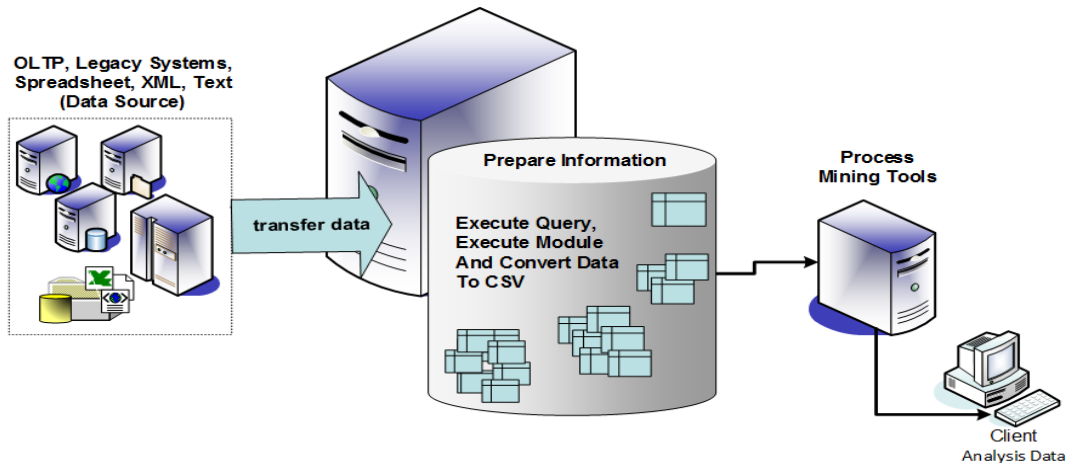 OLTP, Legacy Systems,
Spreadsheet, XML, Text
(Data Source)
transfer data
Prepare Information
Execute Query,
Execute Module
And Convert Data
To CSV
Process
Mining Tools
Client
Analysis Data